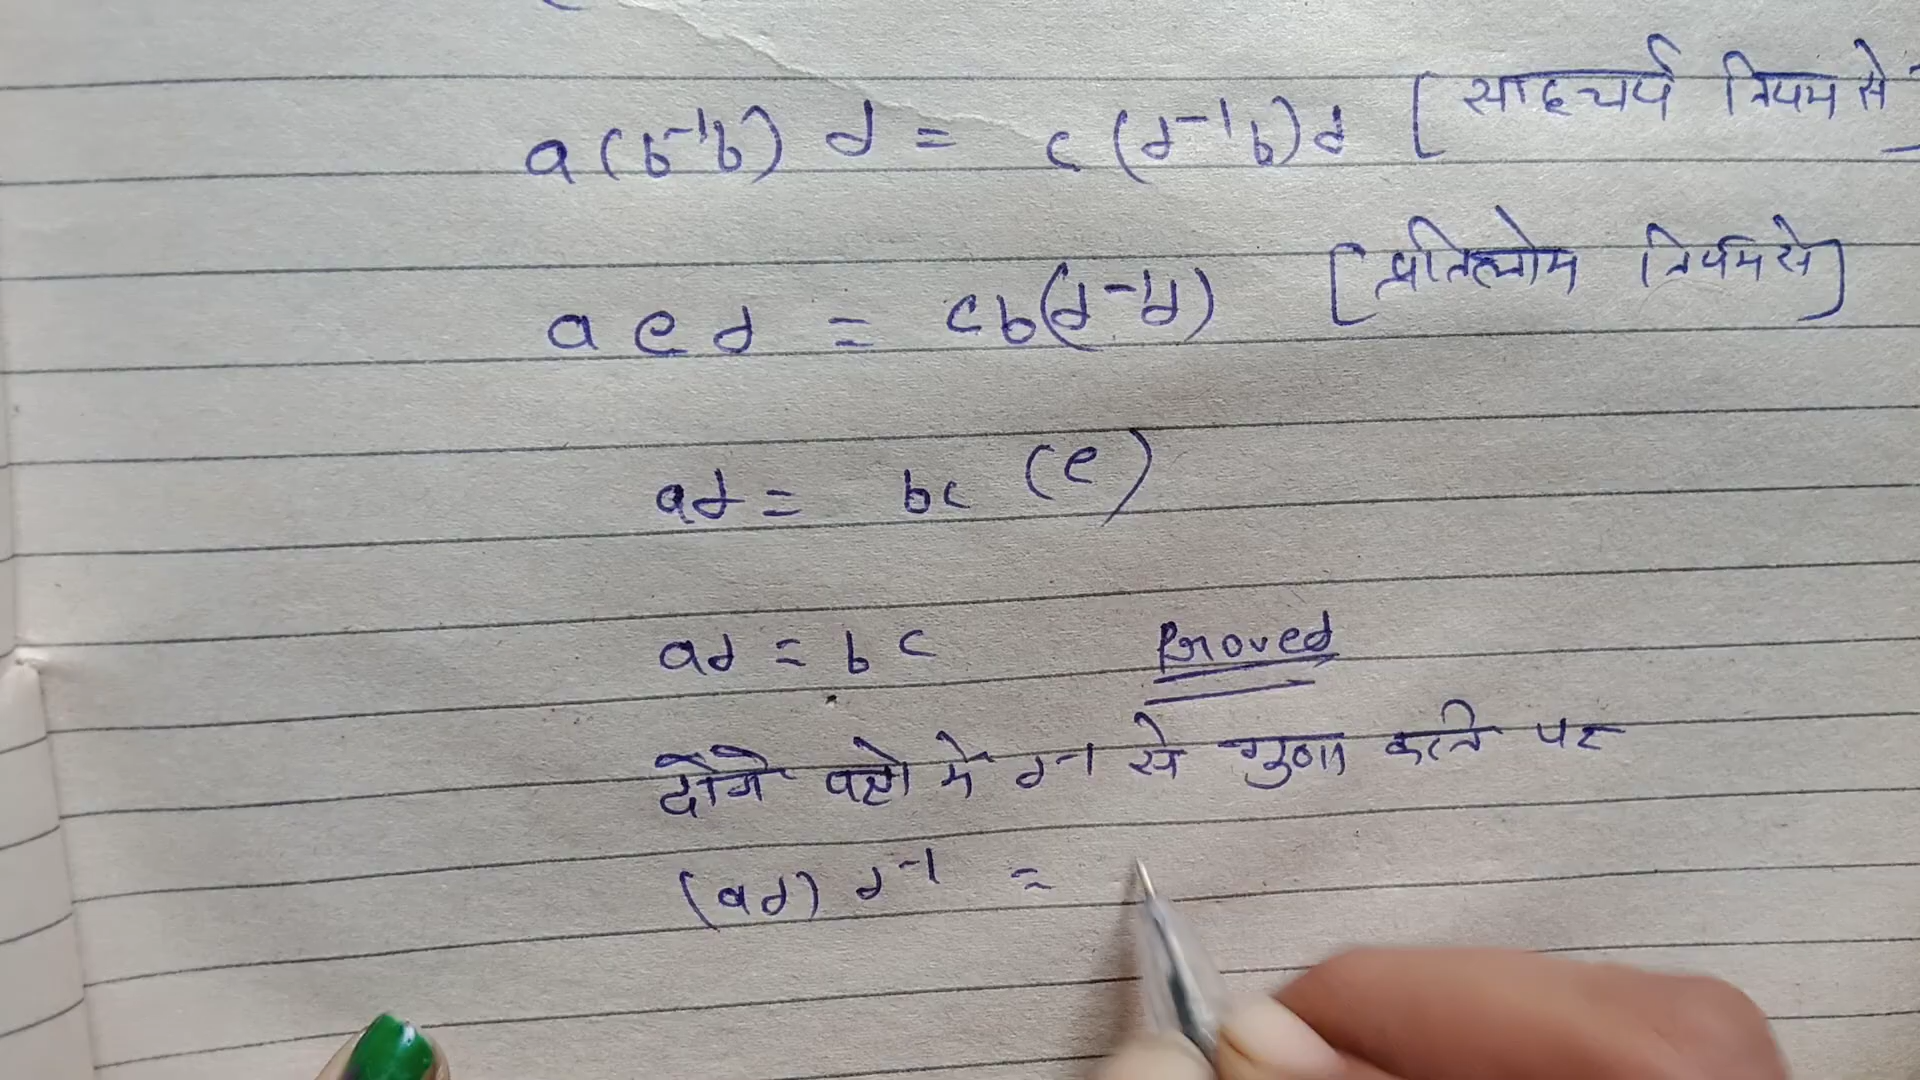 a(b⁻¹b) d = c(d⁻¹b)d [साहचर्य नियम से]
a e d = cb(d⁻¹d) [प्रतिलोम नियम से]
ad = bc (e)
ad = bc Proved
दोनों पक्षो मे d⁻¹ से गुणा करने पर
(ad) d⁻¹ =